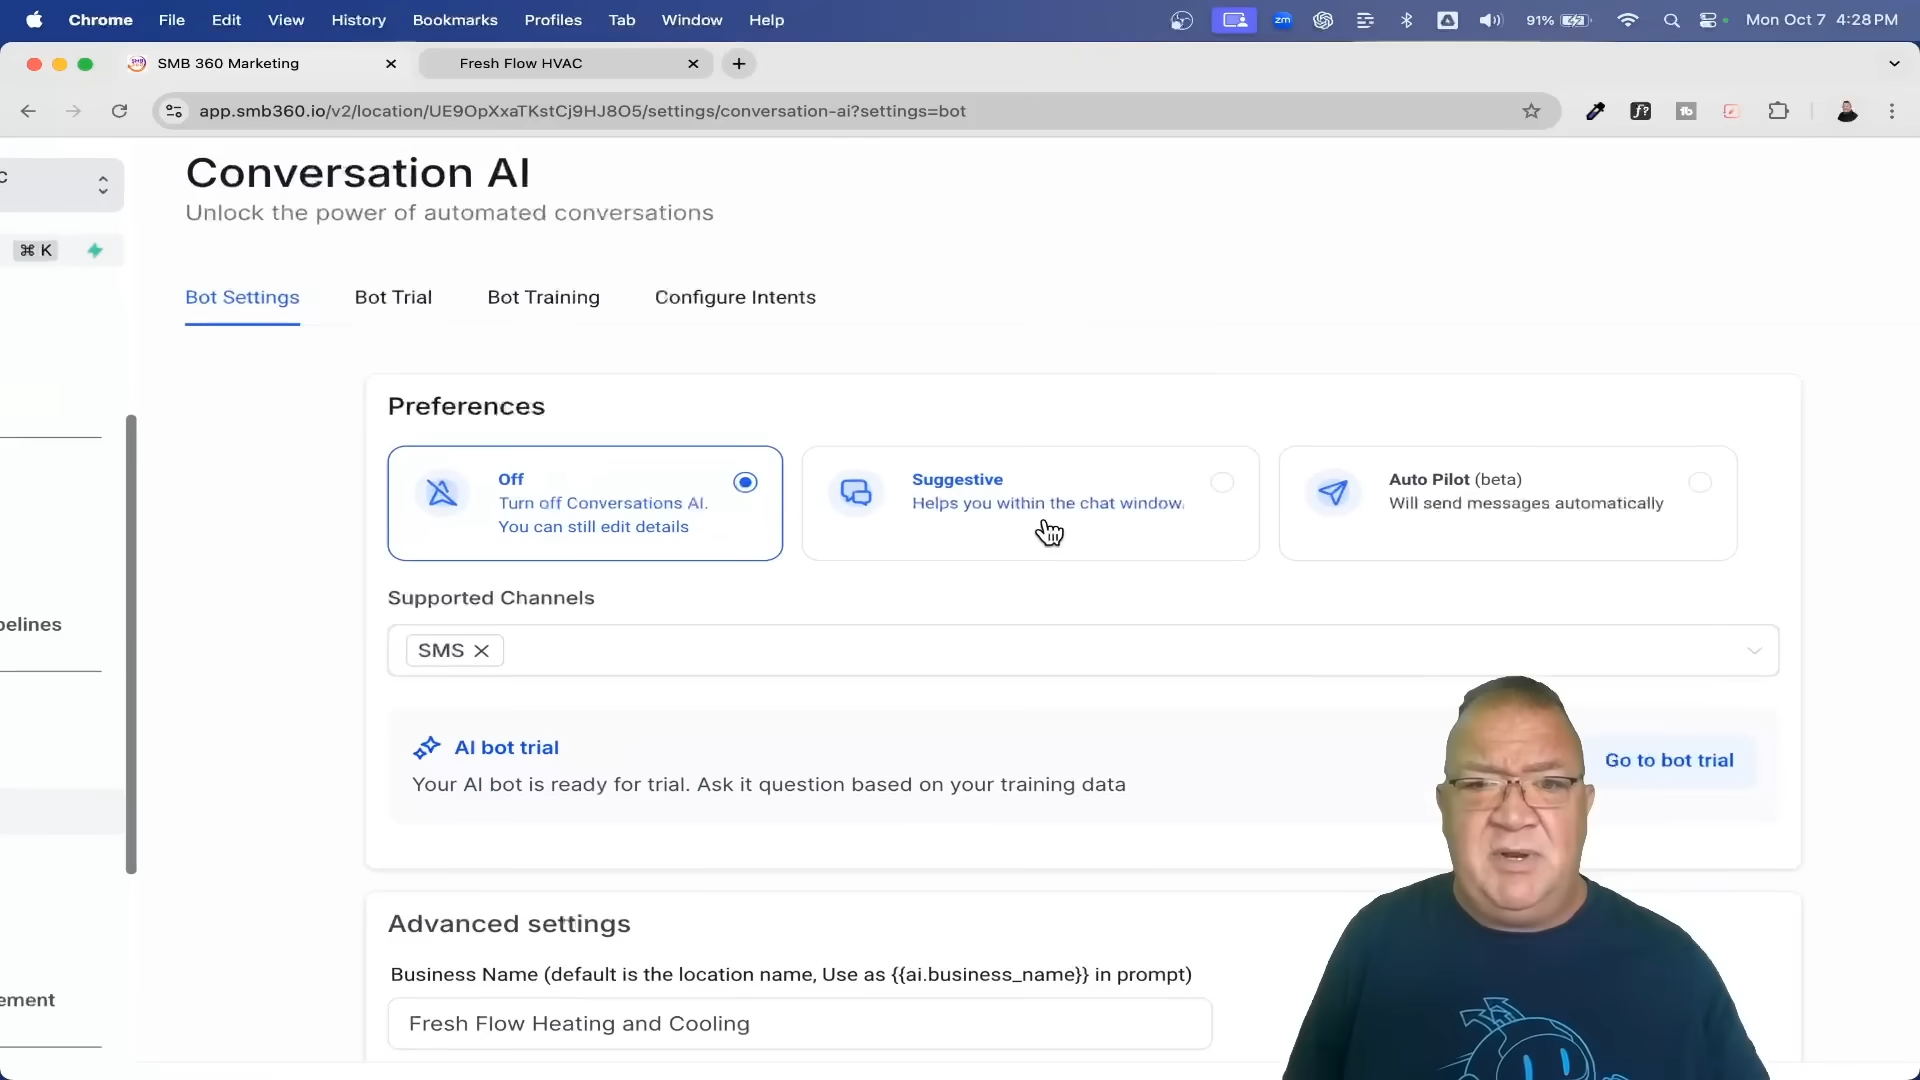 Chrome File Edit View History Bookmarks Profiles Tab Window Help zm 91% Mon Oct 7 4:28 PM
SMB 360 Marketing Fresh Flow HVAC
app.smb360.io/v2/location/UE9OpXxaTKstCj9HJ8O5/settings/conversation-ai?settings=bot f? tb
Conversation AI
C
Unlock the power of automated conversations
⌘ K
Bot Settings Bot Trial Bot Training Configure Intents
Preferences
Off
Turn off Conversations AI.
You can still edit details
Suggestive
Helps you within the chat window.
Auto Pilot (beta)
Will send messages automatically
Supported Channels
pelines
SMS
AI bot trial
Your AI bot is ready for trial. Ask it question based on your training data
Go to bot trial
Advanced settings
Business Name (default is the location name, Use as {{ai.business_name}} in prompt)
ement
Fresh Flow Heating and Cooling